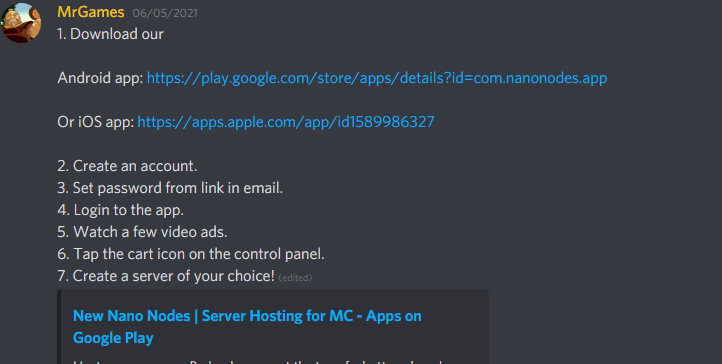 MrGames 06/05/2021
1. Download our
Android app: https://play.google.com/store/apps/details?id=com.nanonodes.app
Or iOS app: https://apps.apple.com/app/id1589986327
2. Create an account.
3. Set password from link in email.
4. Login to the app.
5. Watch a few video ads.
6. Tap the cart icon on the control panel.
7. Create a server of your choice! (edited)
New Nano Nodes | Server Hosting for MC - Apps on
Google Play